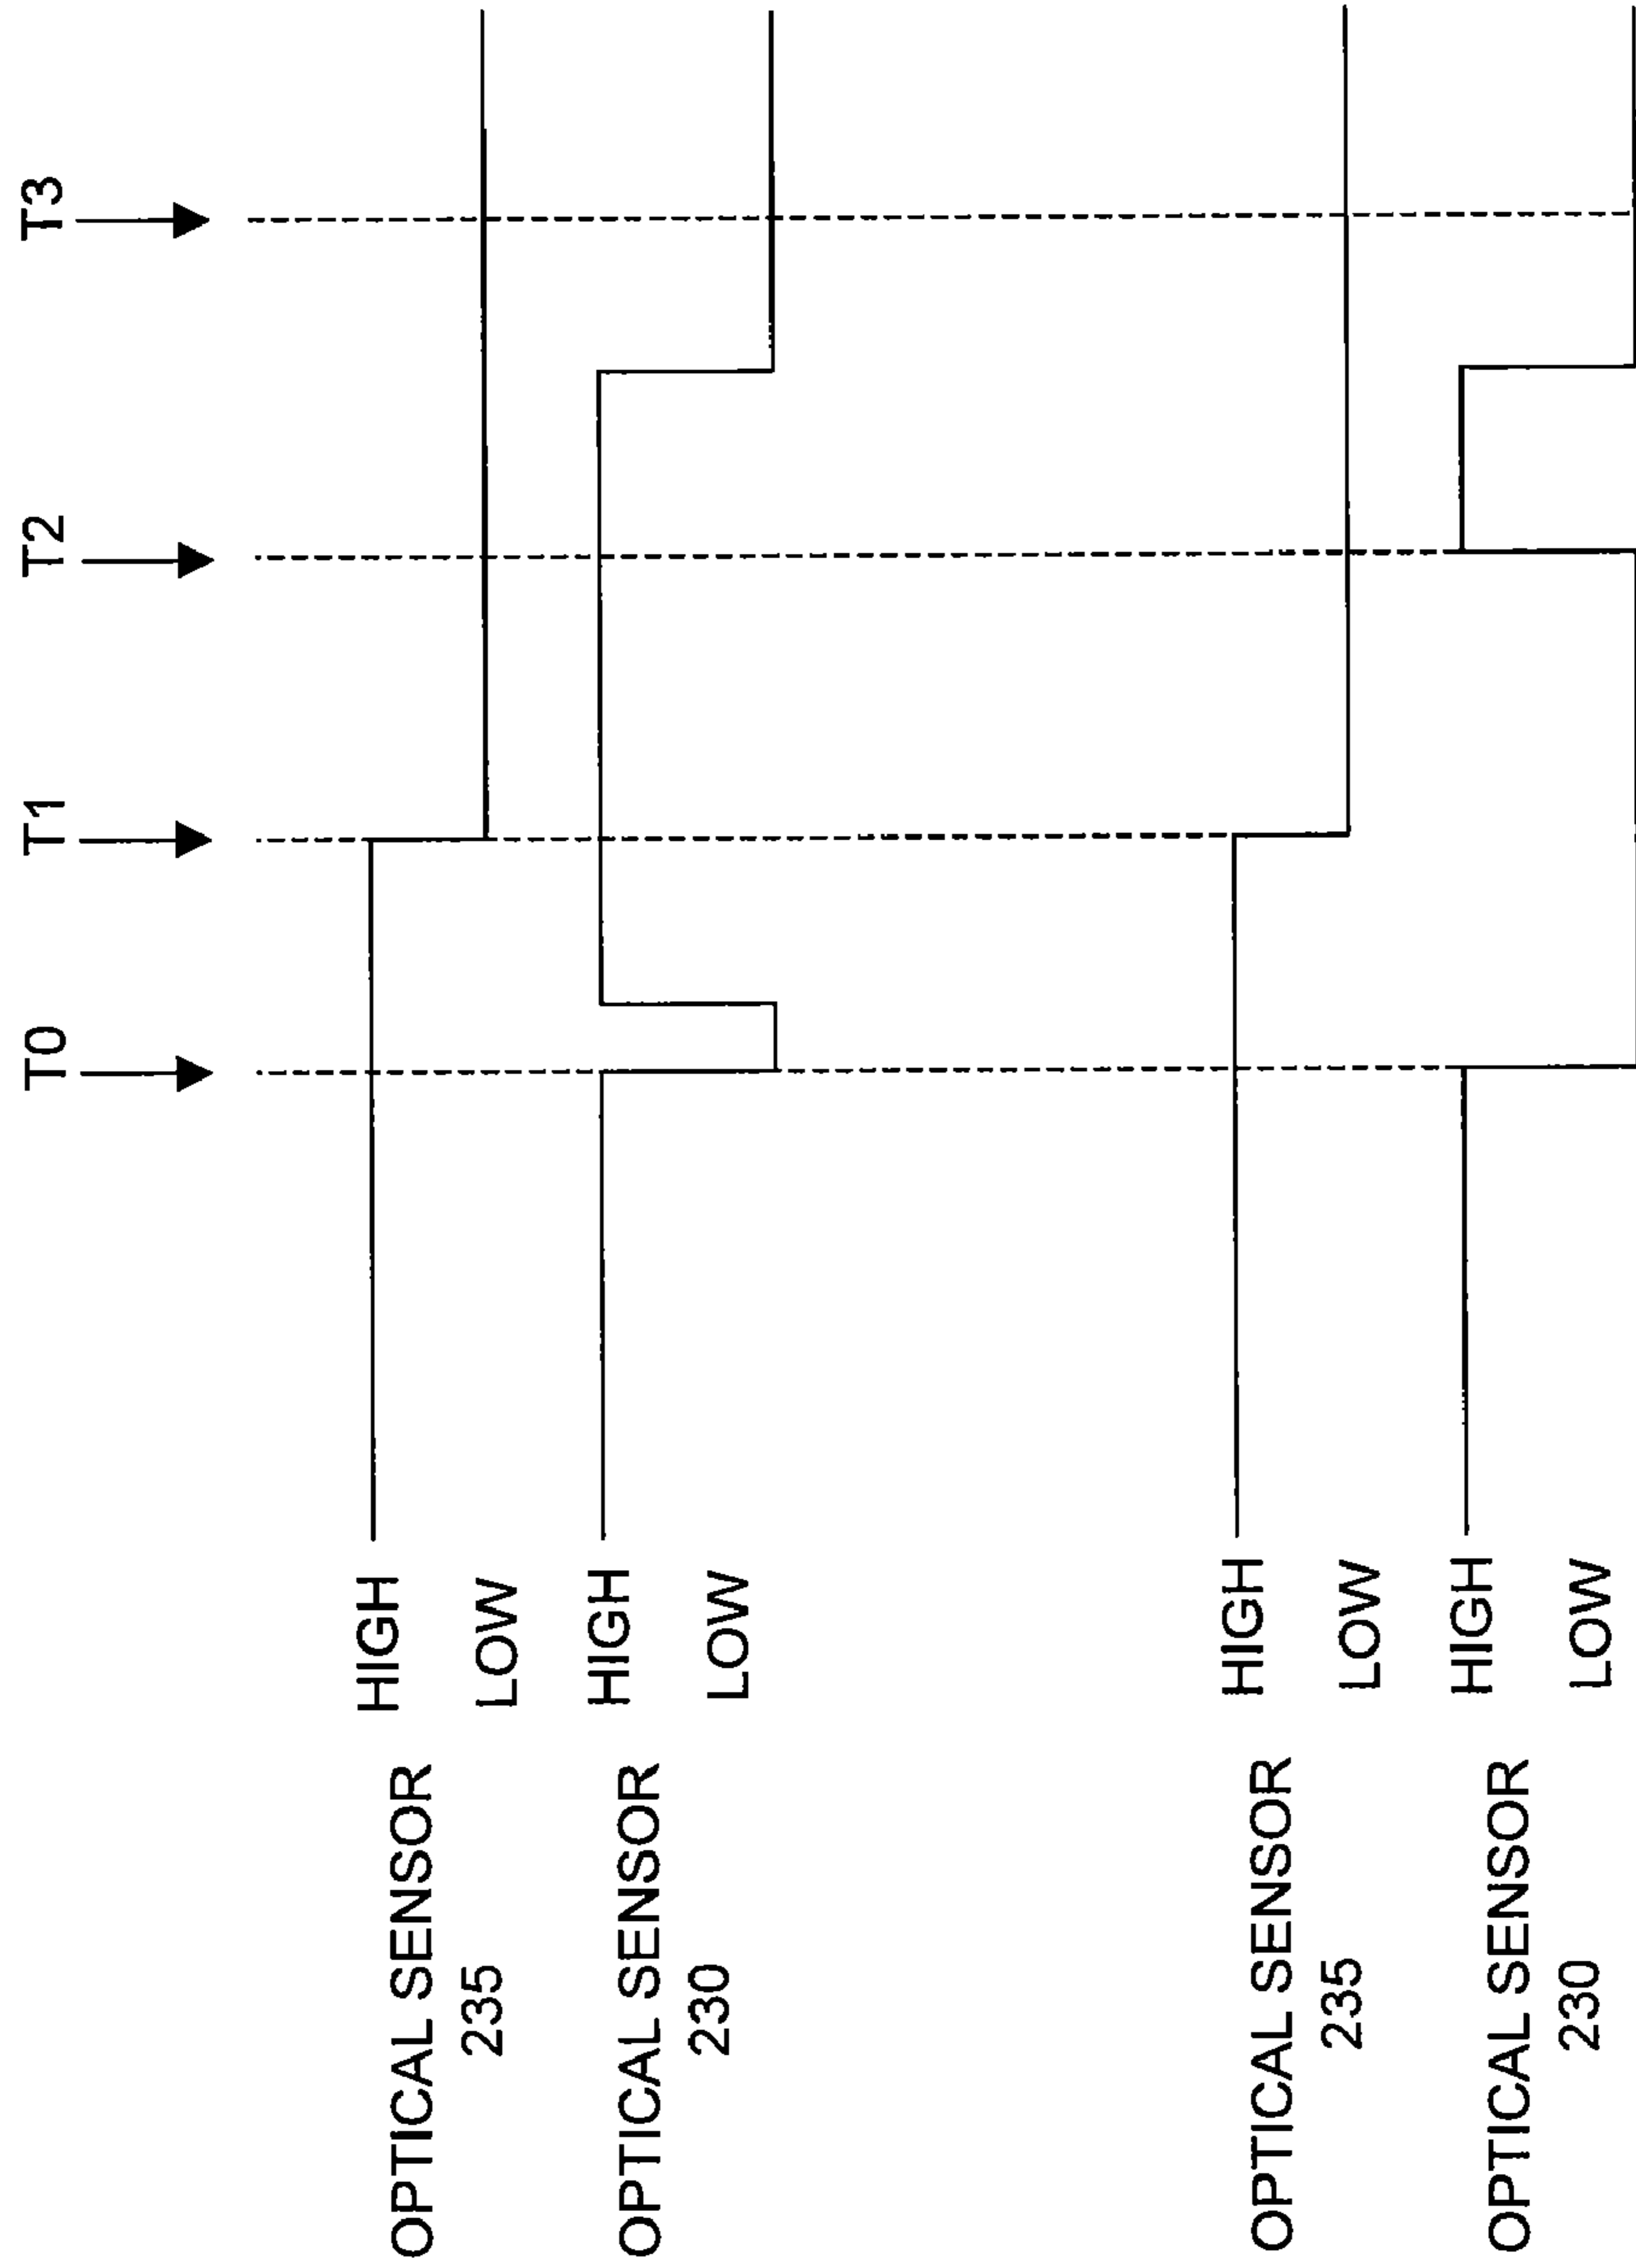 T0
T1
T2
T3
OPTICAL SENSOR
235
HIGH
LOW
OPTICAL SENSOR
230
HIGH
LOW
OPTICAL SENSOR
235
HIGH
LOW
OPTICAL SENSOR
230
HIGH
LOW